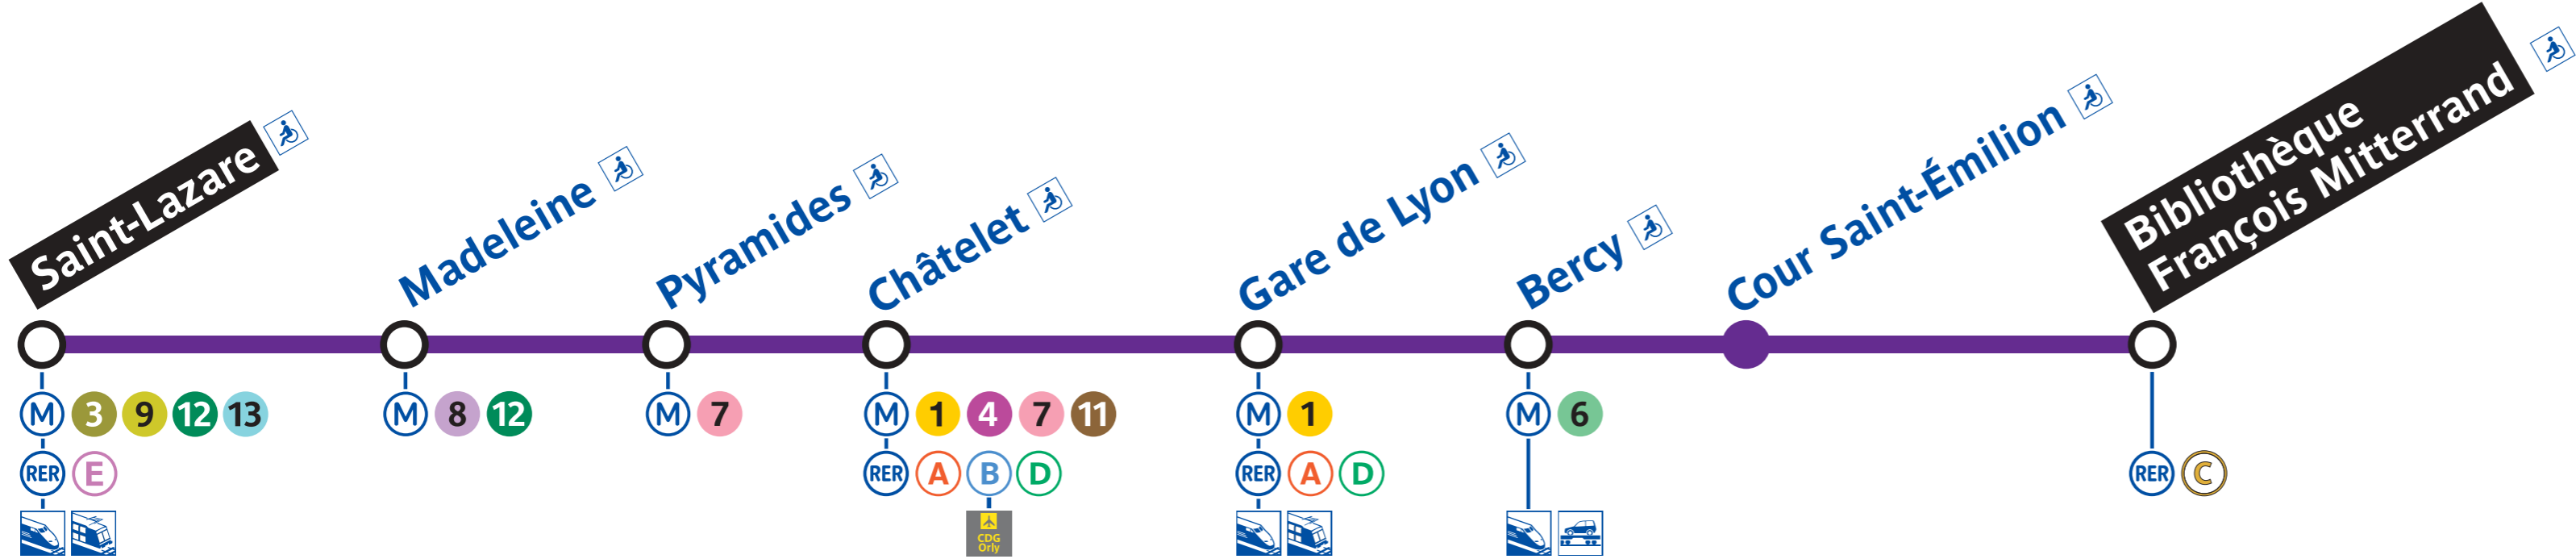 Saint-Lazare
Madeleine
Pyramides
Châtelet
Gare de Lyon
Bercy
Cour Saint-Émilion
Bibliothèque
François Mitterrand
M 3 9 12 13
RER E
M 8 12
M 7
M 1 4 7 11
RER A B D
CDG
Orly
M 1
RER A D
M 6
RER C